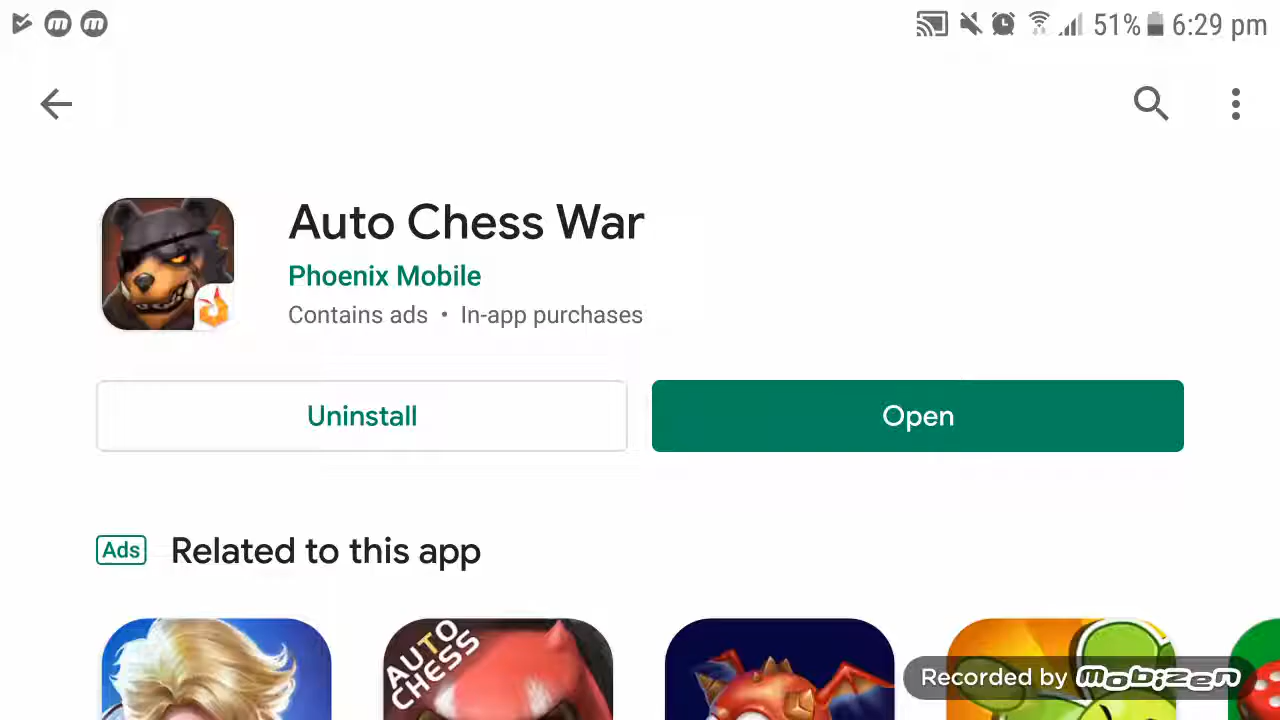 51% 6:29 pm
Auto Chess War
Phoenix Mobile
Contains ads • In-app purchases
Uninstall
Open
Ads Related to this app
AUTO
CHESS
Recorded by mobizen